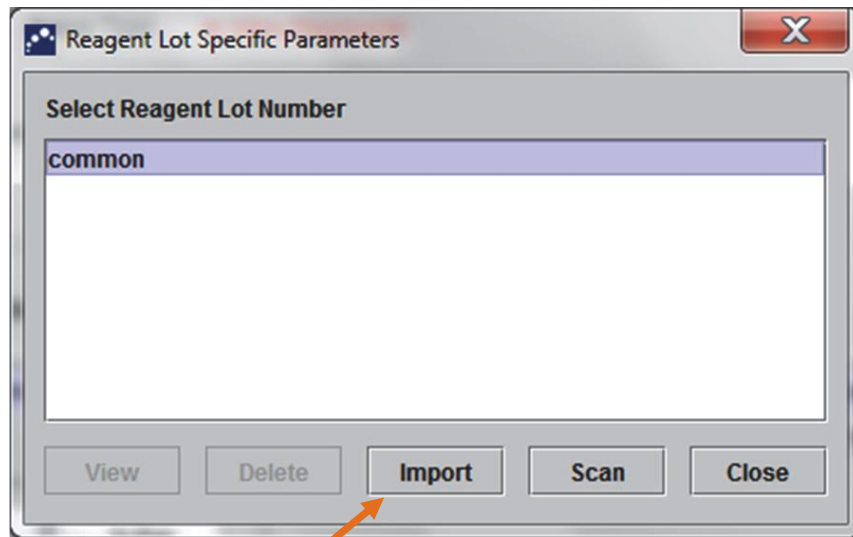 Reagent Lot Specific Parameters
Select Reagent Lot Number
common
View Delete Import Scan Close